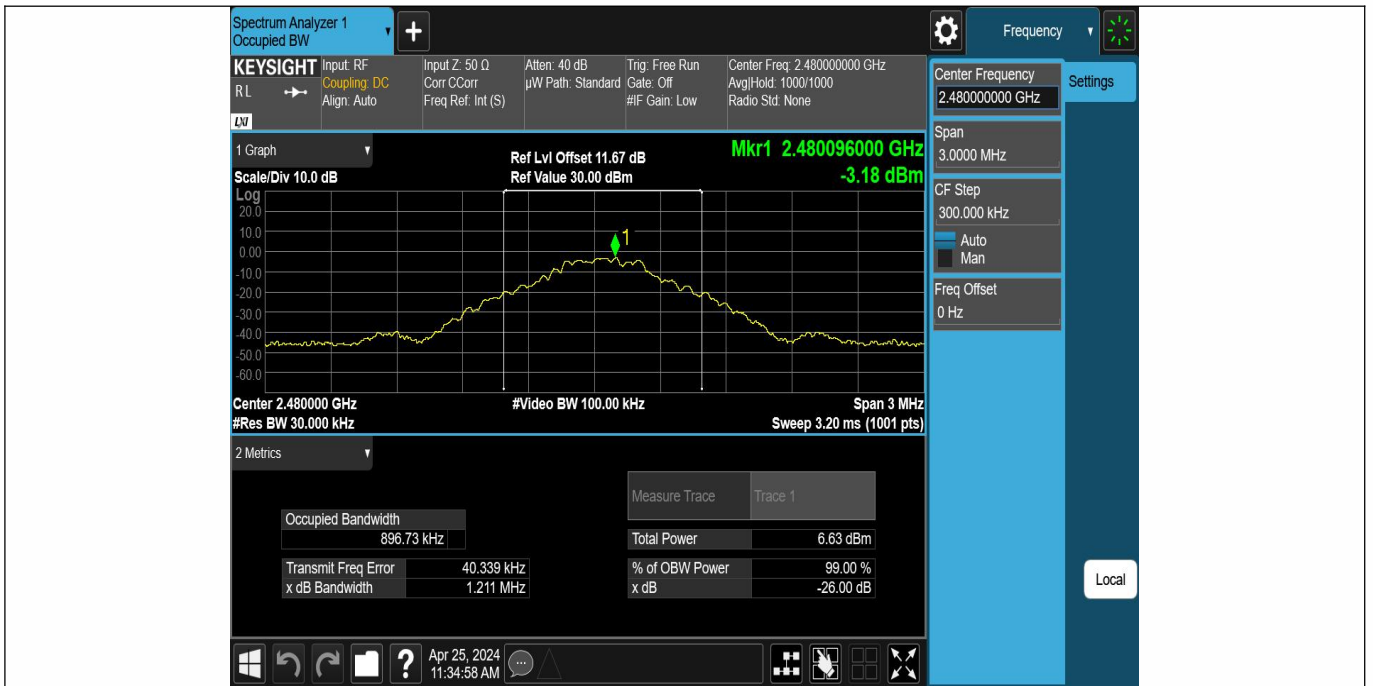 Spectrum Analyzer 1
Occupied BW
+
Frequency
KEYSIGHT
RL
LXI
Input: RF
Coupling: DC
Align: Auto
Input Z: 50 Ω
Corr CCorr
Freq Ref: Int (S)
Atten: 40 dB
µW Path: Standard
Trig: Free Run
Gate: Off
#IF Gain: Low
Center Freq: 2.480000000 GHz
Avg|Hold: 1000/1000
Radio Std: None
Center Frequency
2.480000000 GHz
Settings
Span
3.0000 MHz
CF Step
300.000 kHz
Auto
Man
Freq Offset
0 Hz
Local
1 Graph
Scale/Div 10.0 dB
Ref Lvl Offset 11.67 dB
Ref Value 30.00 dBm
Mkr1 2.480096000 GHz
-3.18 dBm
Log
20.0
10.0
0.00
-10.0
-20.0
-30.0
-40.0
-50.0
-60.0
1
Center 2.480000 GHz
#Video BW 100.00 kHz
Span 3 MHz
#Res BW 30.000 kHz
Sweep 3.20 ms (1001 pts)
2 Metrics
Measure Trace
Trace 1
Occupied Bandwidth
896.73 kHz
Total Power
6.63 dBm
Transmit Freq Error
40.339 kHz
% of OBW Power
99.00 %
x dB Bandwidth
1.211 MHz
x dB
-26.00 dB
?
Apr 25, 2024
11:34:58 AM